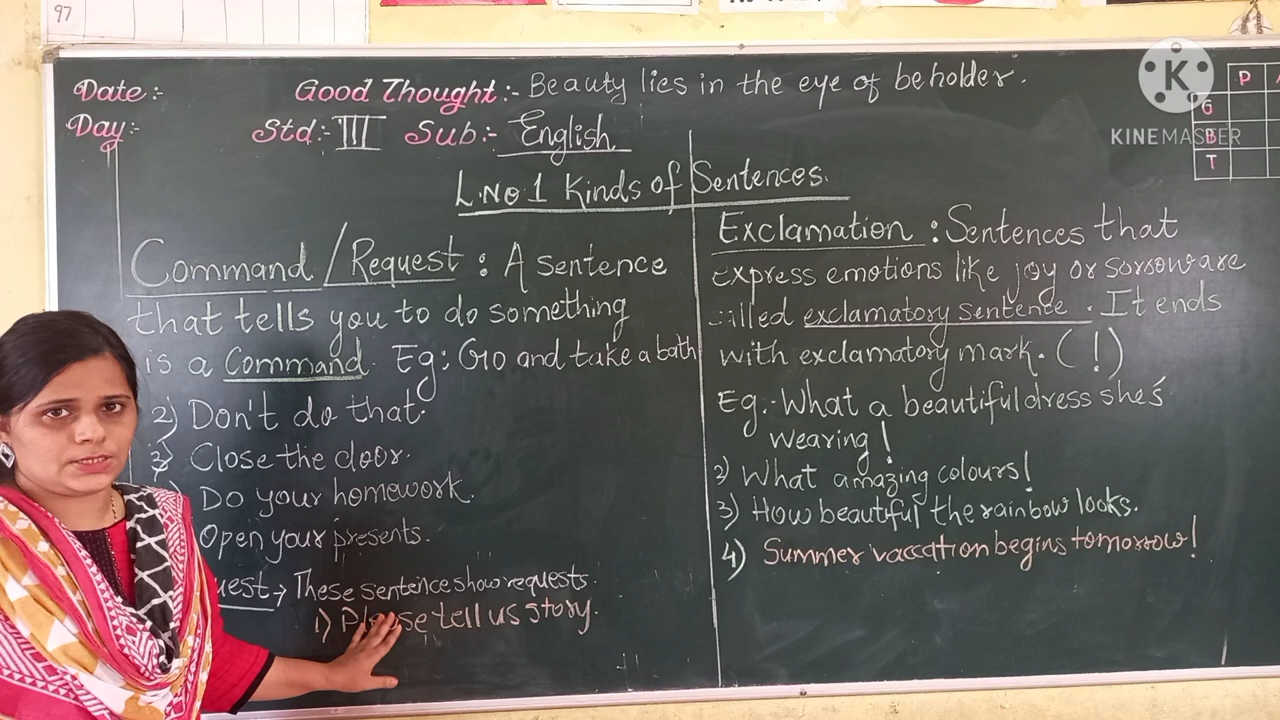 97
Date:-
Good Thought:- Beauty lies in the eye of beholder.
Day:-
Std:- III Sub:- English
L.No.1 Kinds of Sentences.
Command/Request: A sentence
that tells you to do something
is a Command. Eg: Go and take a bath
2) Don't do that.
3) Close the door.
) Do your homework.
Open your presents.
uest → These sentence show requests.
1) Please tell us story.
Exclamation: Sentences that
express emotions like joy or sorrow are
called exclamatory sentence. It ends
with exclamatory mark. (!)
Eg.- What a beautiful dress she's
wearing!
2) What amazing colours!
3) How beautiful the rainbow looks.
4) Summer vacation begins tomorrow!
P A
G
B
T
K
KINEMASTER